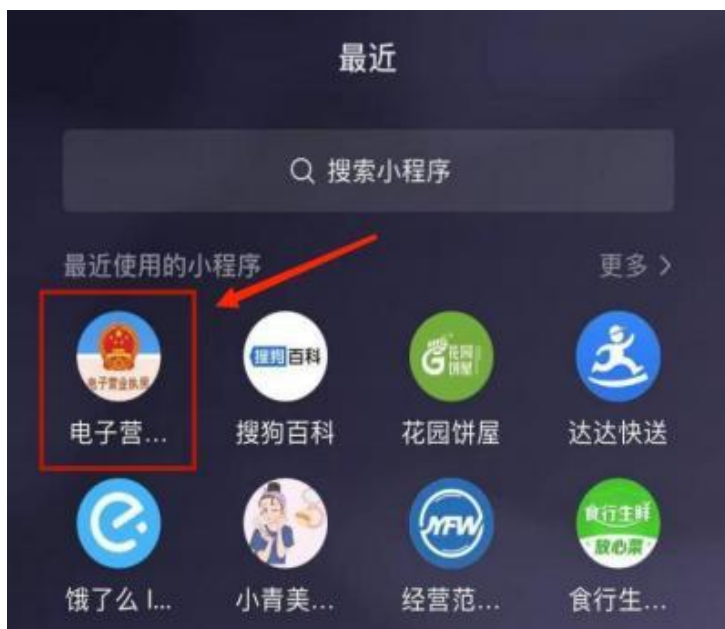 最近
搜索小程序
最近使用的小程序 更多 >
电子营业执照 搜狗百科 G 花园饼屋
电子营... 搜狗百科 花园饼屋 达达快送
e NFW 食行生鲜 放心菜
饿了么 l... 小青美... 经营范... 食行生...